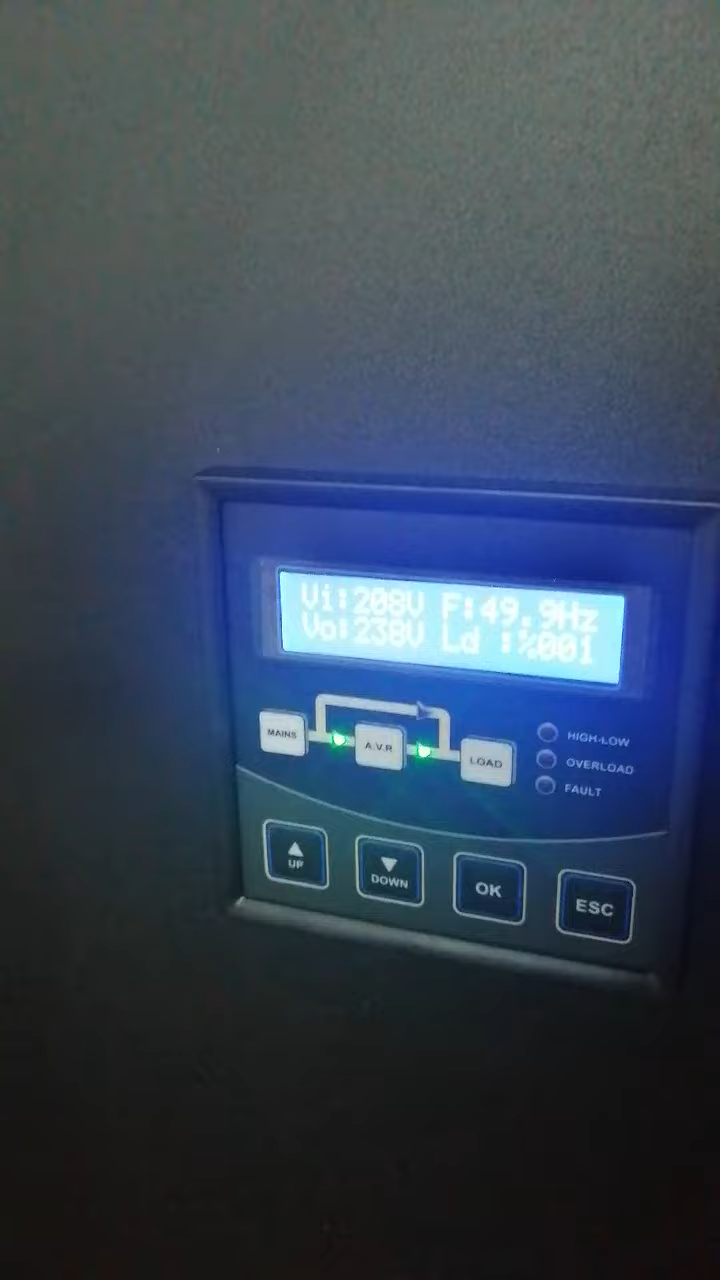 Vi:208V F:49.9Hz
Vo:238V Ld :%001
MAINS
A.V.R
LOAD
HIGH-LOW
OVERLOAD
FAULT
UP
DOWN
OK
ESC